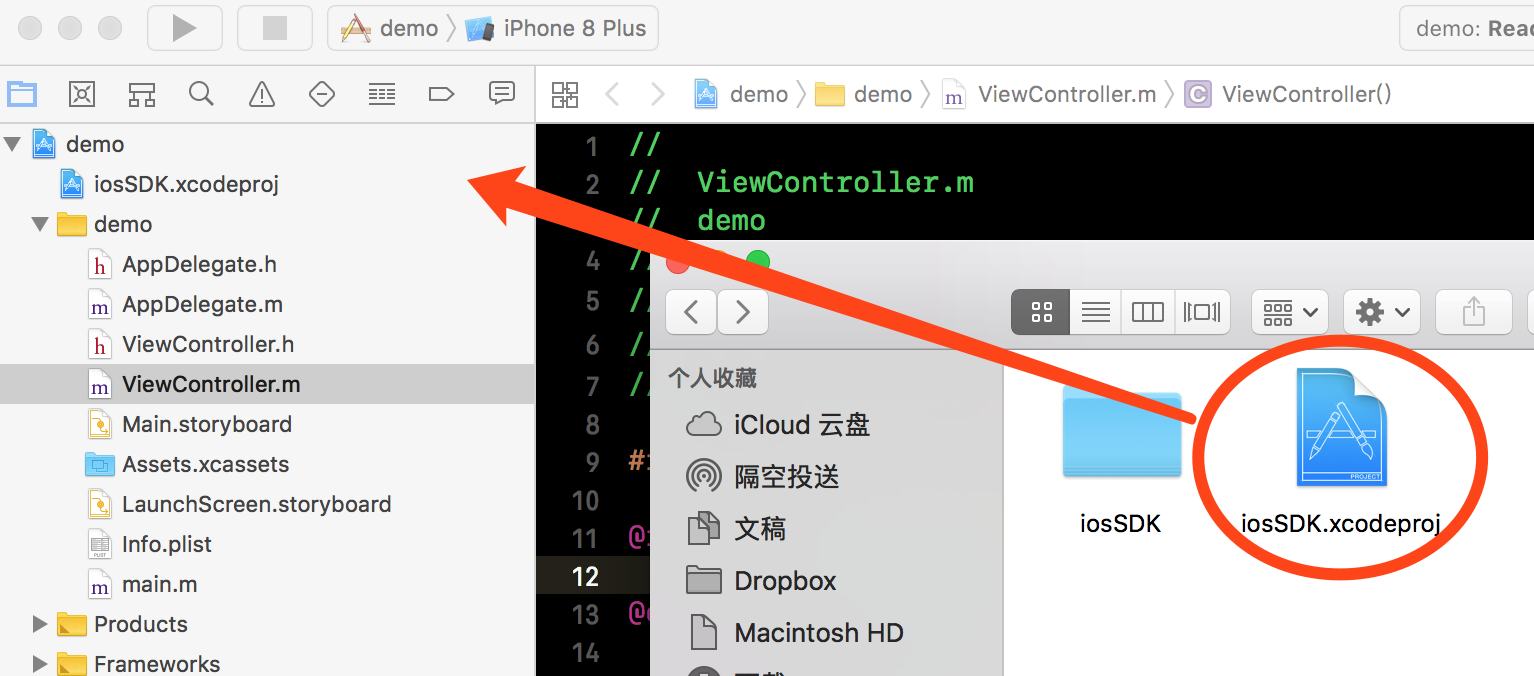 demo iPhone 8 Plus
demo:
demo demo ViewController.m ViewController()
demo
iosSDK.xcodeproj
demo
AppDelegate.h
AppDelegate.m
ViewController.h
ViewController.m
Main.storyboard
Assets.xcassets
LaunchScreen.storyboard
Info.plist
main.m
Products
Frameworks
1 //
2 // ViewController.m
// demo
4 //
5 //
6 //
7 //
8
9 #
10
11 @
12
13 @
14
个人收藏
iCloud 云盘
隔空投送
文稿
Dropbox
Macintosh HD
iosSDK
iosSDK.xcodeproj
PROJECT